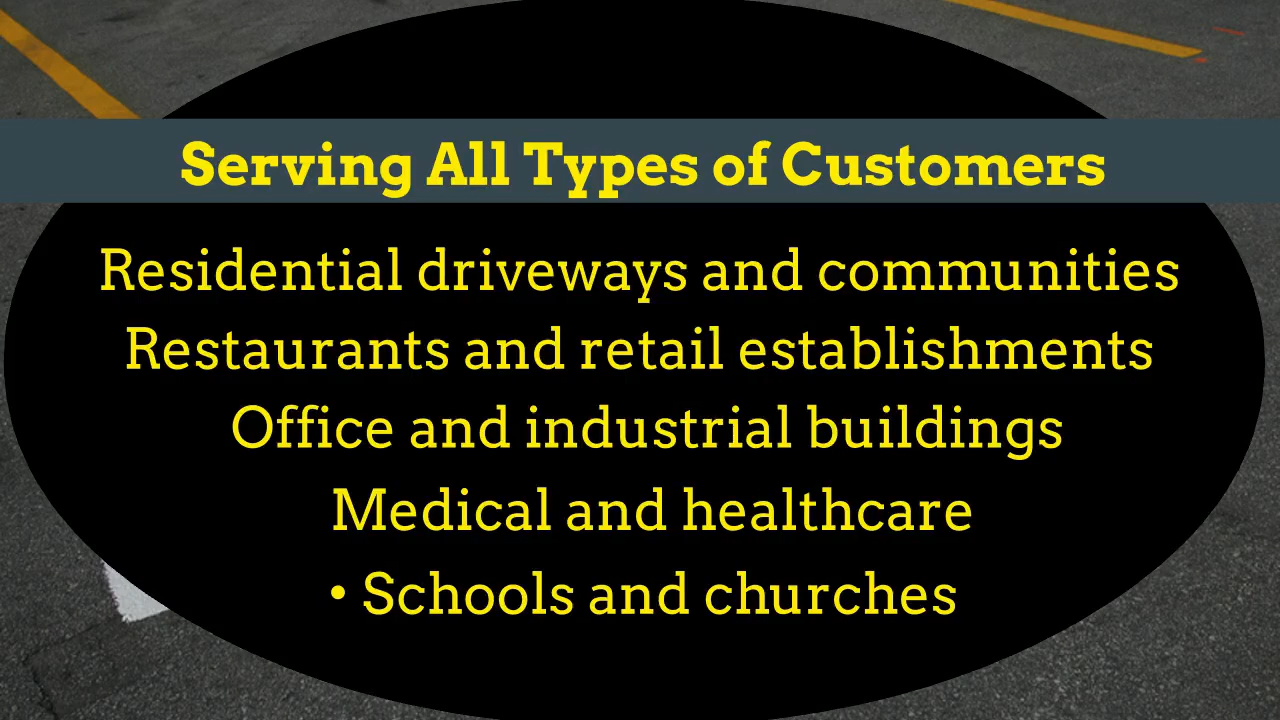 Serving All Types of Customers
Residential driveways and communities
Restaurants and retail establishments
Office and industrial buildings
Medical and healthcare
• Schools and churches